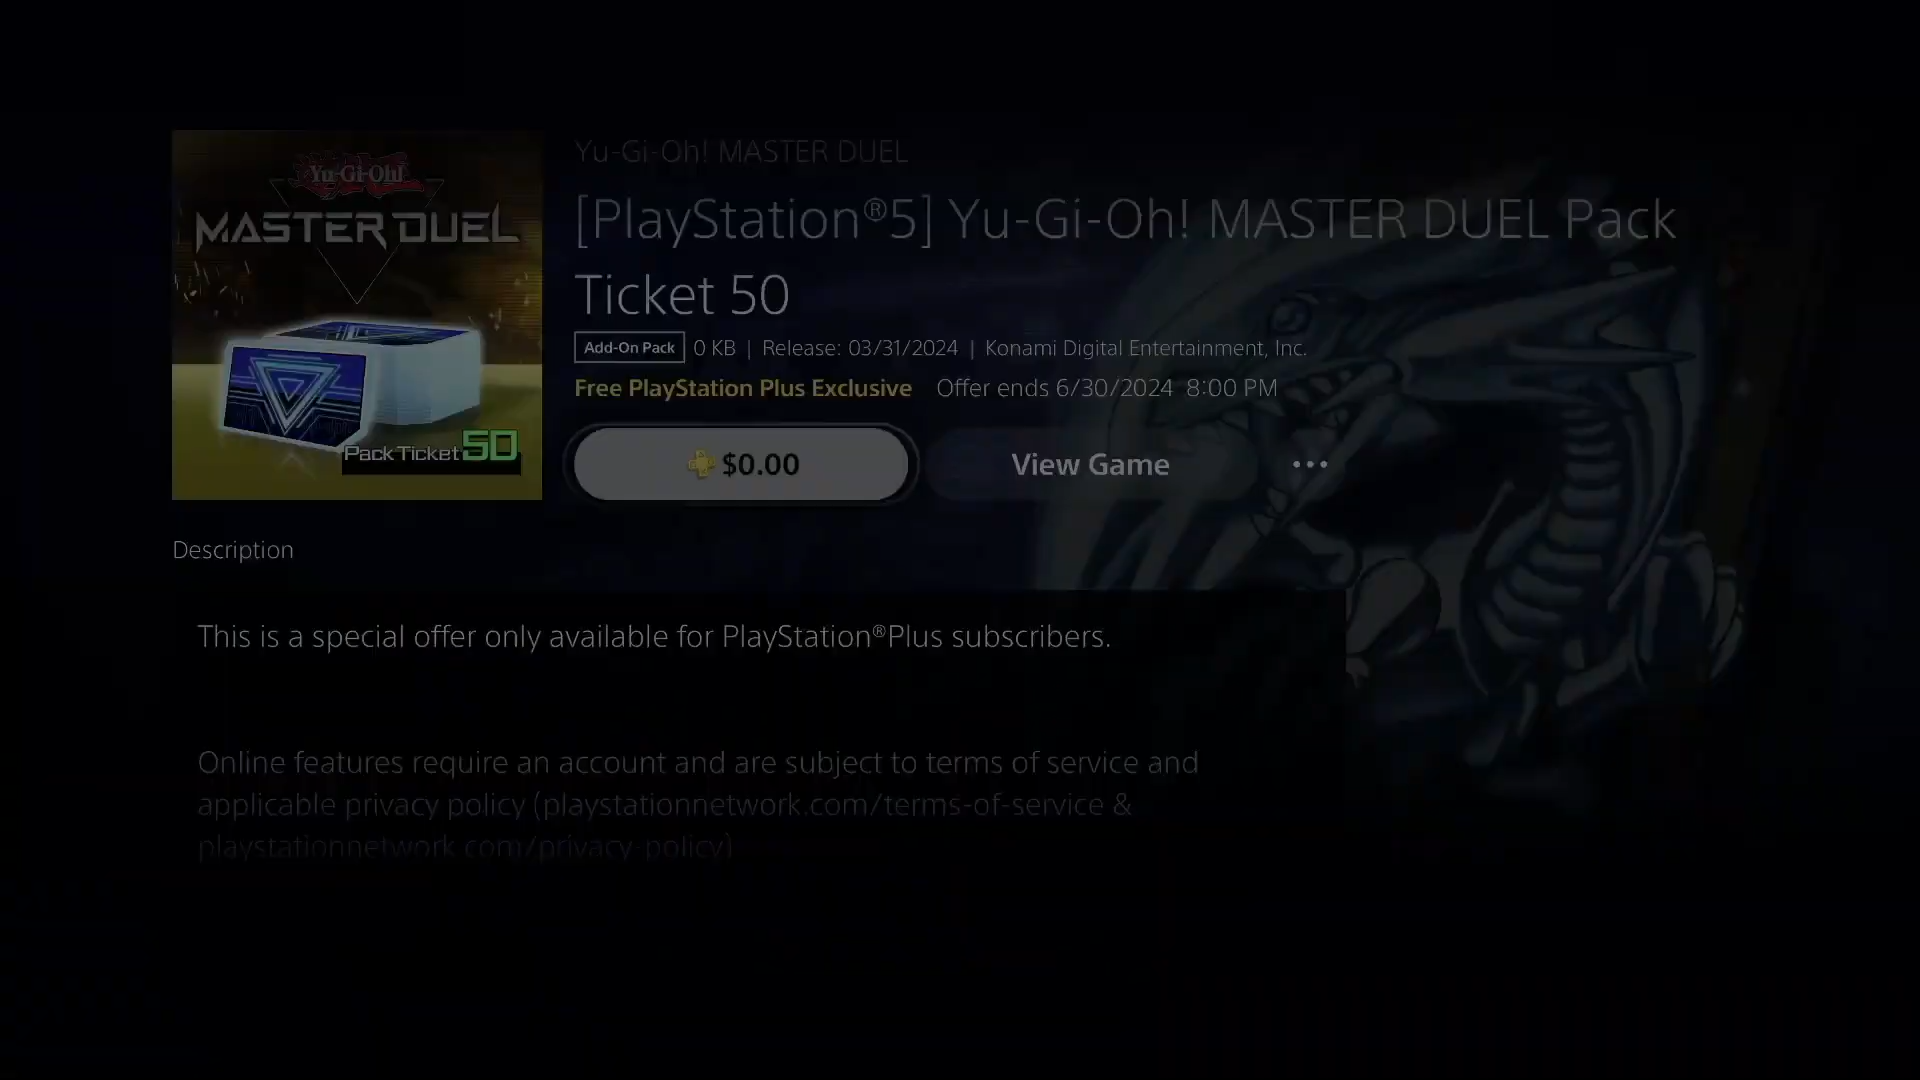 Yu-Gi-Oh!
MASTER DUEL
Pack Ticket 50
Yu-Gi-Oh! MASTER DUEL
[PlayStation®5] Yu-Gi-Oh! MASTER DUEL Pack
Ticket 50
Add-On Pack 0 KB | Release: 03/31/2024 | Konami Digital Entertainment, Inc.
Free PlayStation Plus Exclusive Offer ends 6/30/2024 8:00 PM
$0.00 View Game ...
Description
This is a special offer only available for PlayStation®Plus subscribers.
Online features require an account and are subject to terms of service and
applicable privacy policy (playstationnetwork.com/terms-of-service &
playstationnetwork.com/privacy-policy)